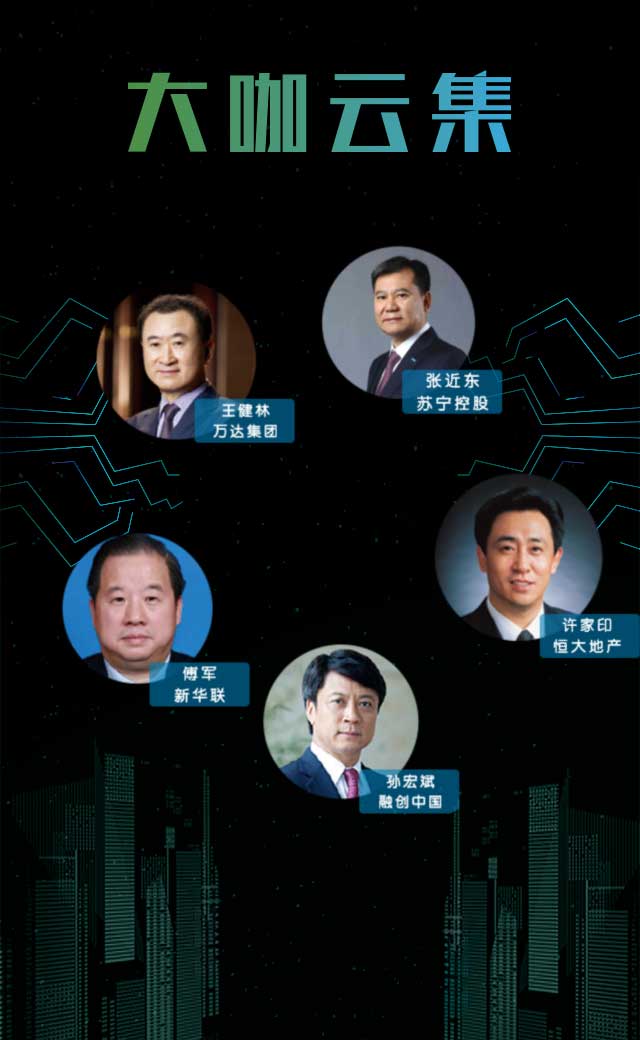 大咖云集
张近东
苏宁控股
王健林
万达集团
许家印
恒大地产
傅军
新华联
孙宏斌
融创中国